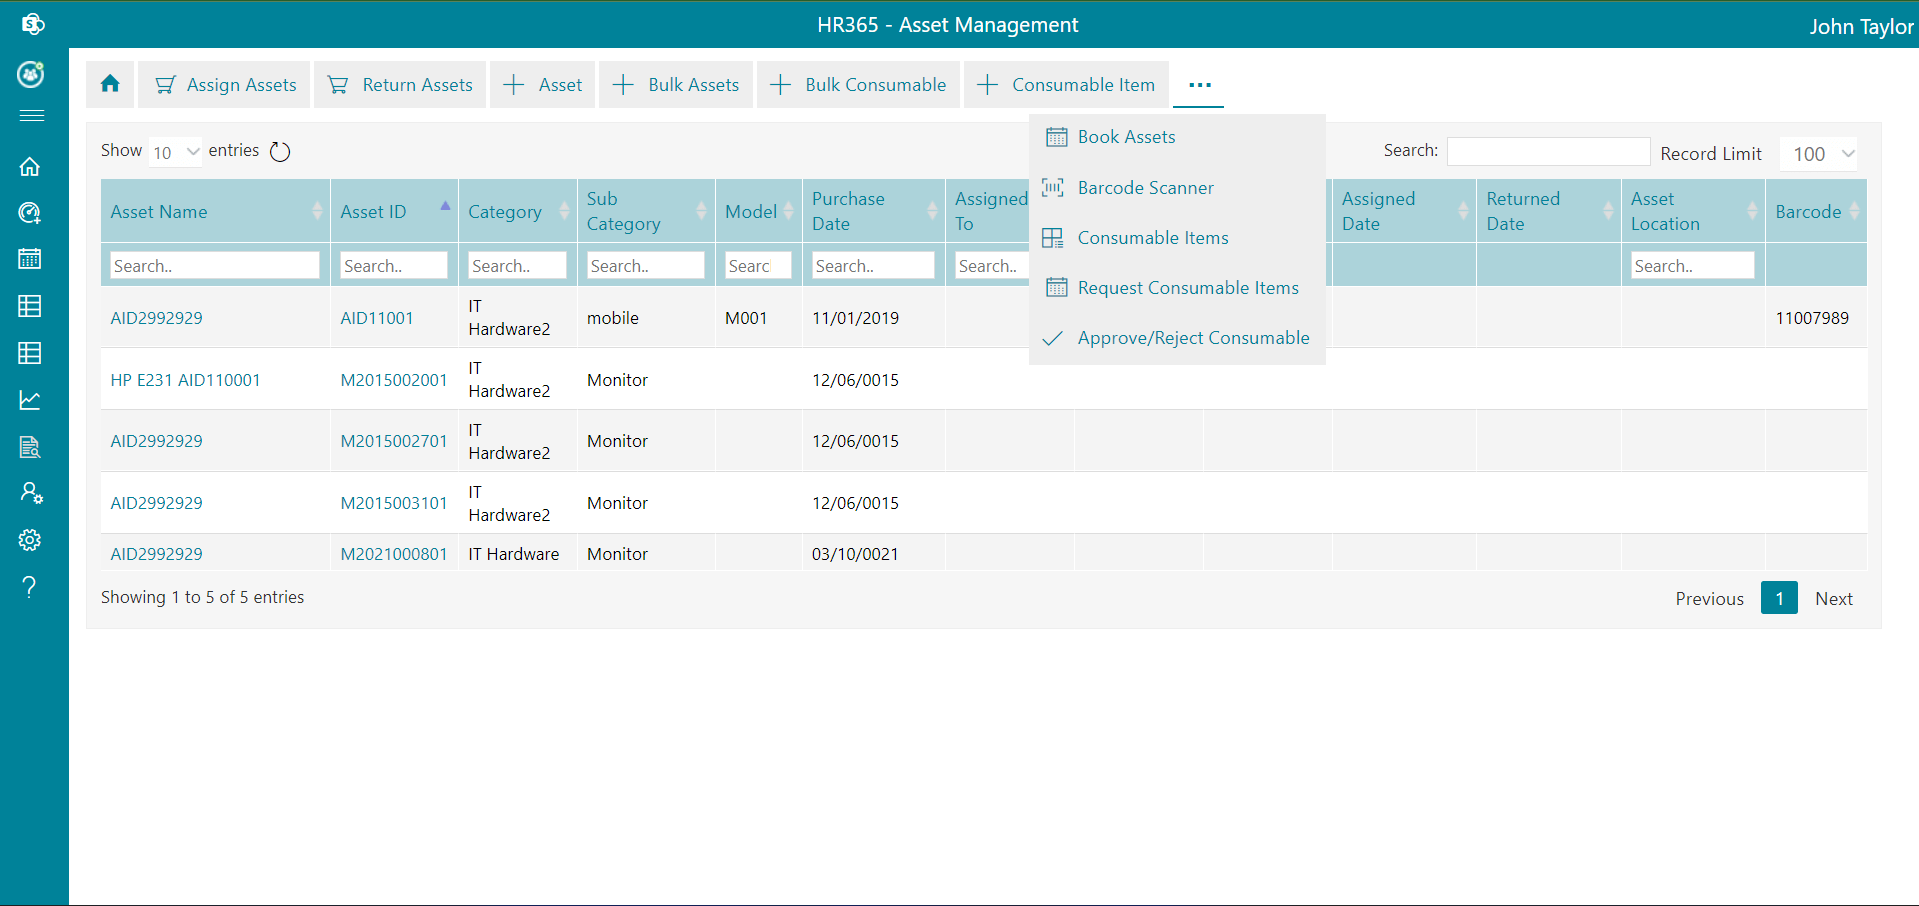 HR365 - Asset Management
John Taylor
Assign Assets
Return Assets
Asset
Bulk Assets
Bulk Consumable
Consumable Item
...
Book Assets
Barcode Scanner
Consumable Items
Request Consumable Items
Approve/Reject Consumable
Show 10 entries
Search:
Record Limit 100
Asset Name
Asset ID
Category
Sub
Category
Model
Purchase
Date
Assigned
To
Assigned
Date
Returned
Date
Asset
Location
Barcode
Search..
Search..
Search..
Search..
Searc
Search..
Search..
Search..
AID2992929
AID11001
IT
Hardware2
mobile
M001
11/01/2019
11007989
HP E231 AID110001
M2015002001
IT
Hardware2
Monitor
12/06/0015
AID2992929
M2015002701
IT
Hardware2
Monitor
12/06/0015
AID2992929
M2015003101
IT
Hardware2
Monitor
12/06/0015
AID2992929
M2021000801
IT Hardware
Monitor
03/10/0021
Showing 1 to 5 of 5 entries
Previous 1 Next